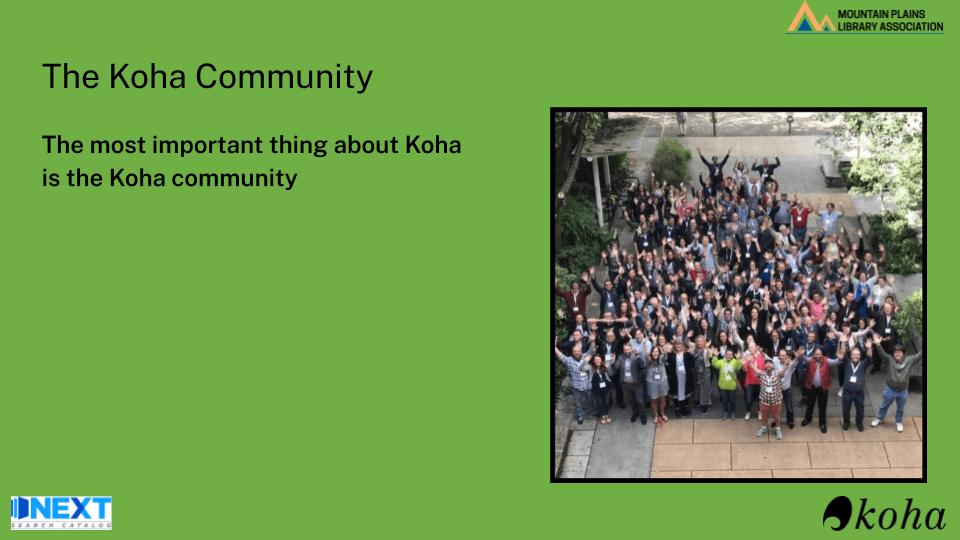 MOUNTAIN PLAINS
LIBRARY ASSOCIATION
The Koha Community
The most important thing about Koha
is the Koha community
NEXT
SEARCH CATALOG
koha